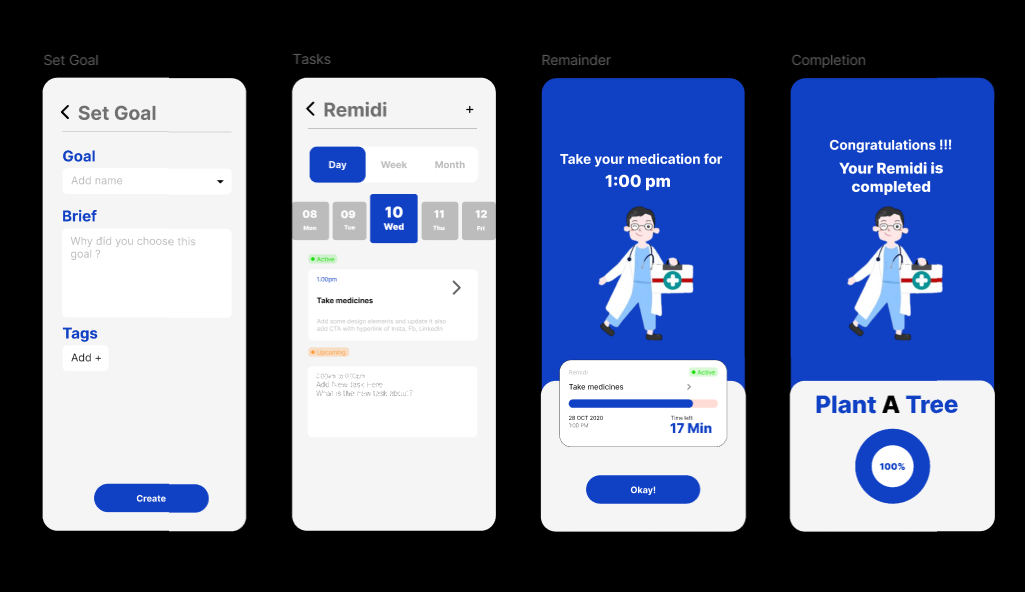 Set Goal
Set Goal
Goal
Add name
Brief
Why did you choose this
goal ?
Tags
Add +
Create
Tasks
Remidi +
Day Week Month
08 09 10 11 12
Mon Tue Wed Thu Fri
Active
1:00pm
Take medicines
Add some design elements and update it also
add CTA with hyperlink of Insta, Fb, LinkedIn
Upcoming
Add New task Here
What is the new task about?
Remainder
Take your medication for
1:00 pm
Remidi Active
Take medicines
28 OCT 2020 Time left
1:00 PM 17 Min
Okay!
Completion
Congratulations !!!
Your Remidi is
completed
Plant A Tree
100%